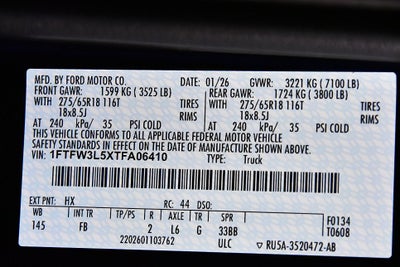 MFD. BY FORD MOTOR CO. DATE: 01/26 GVWR: 3221 KG ( 7100 LB)
FRONT GAWR: 1599 KG ( 3525 LB) REAR GAWR: 1724 KG ( 3800 LB)
WITH 275/65R18 116T TIRES WITH 275/65R18 116T TIRES
18x8.5J RIMS 18x8.5J RIMS
AT 240 kPa/ 35 PSI COLD AT 240 kPa/ 35 PSI COLD
THIS VEHICLE CONFORMS TO ALL APPLICABLE FEDERAL MOTOR VEHICLE
SAFETY STANDARDS IN EFFECT ON THE DATE OF MANUFACTURE SHOWN ABOVE.
VIN: 1FTFW3L5XTFA06410 TYPE: Truck
EXT PNT: HX RC: 44 DSO:
WB INT TR TP/PS R AXLE TR SPR F0134
145 FB 2 L6 G 33BB T0608
2202601103762 ULC RU5A-3520472-AB